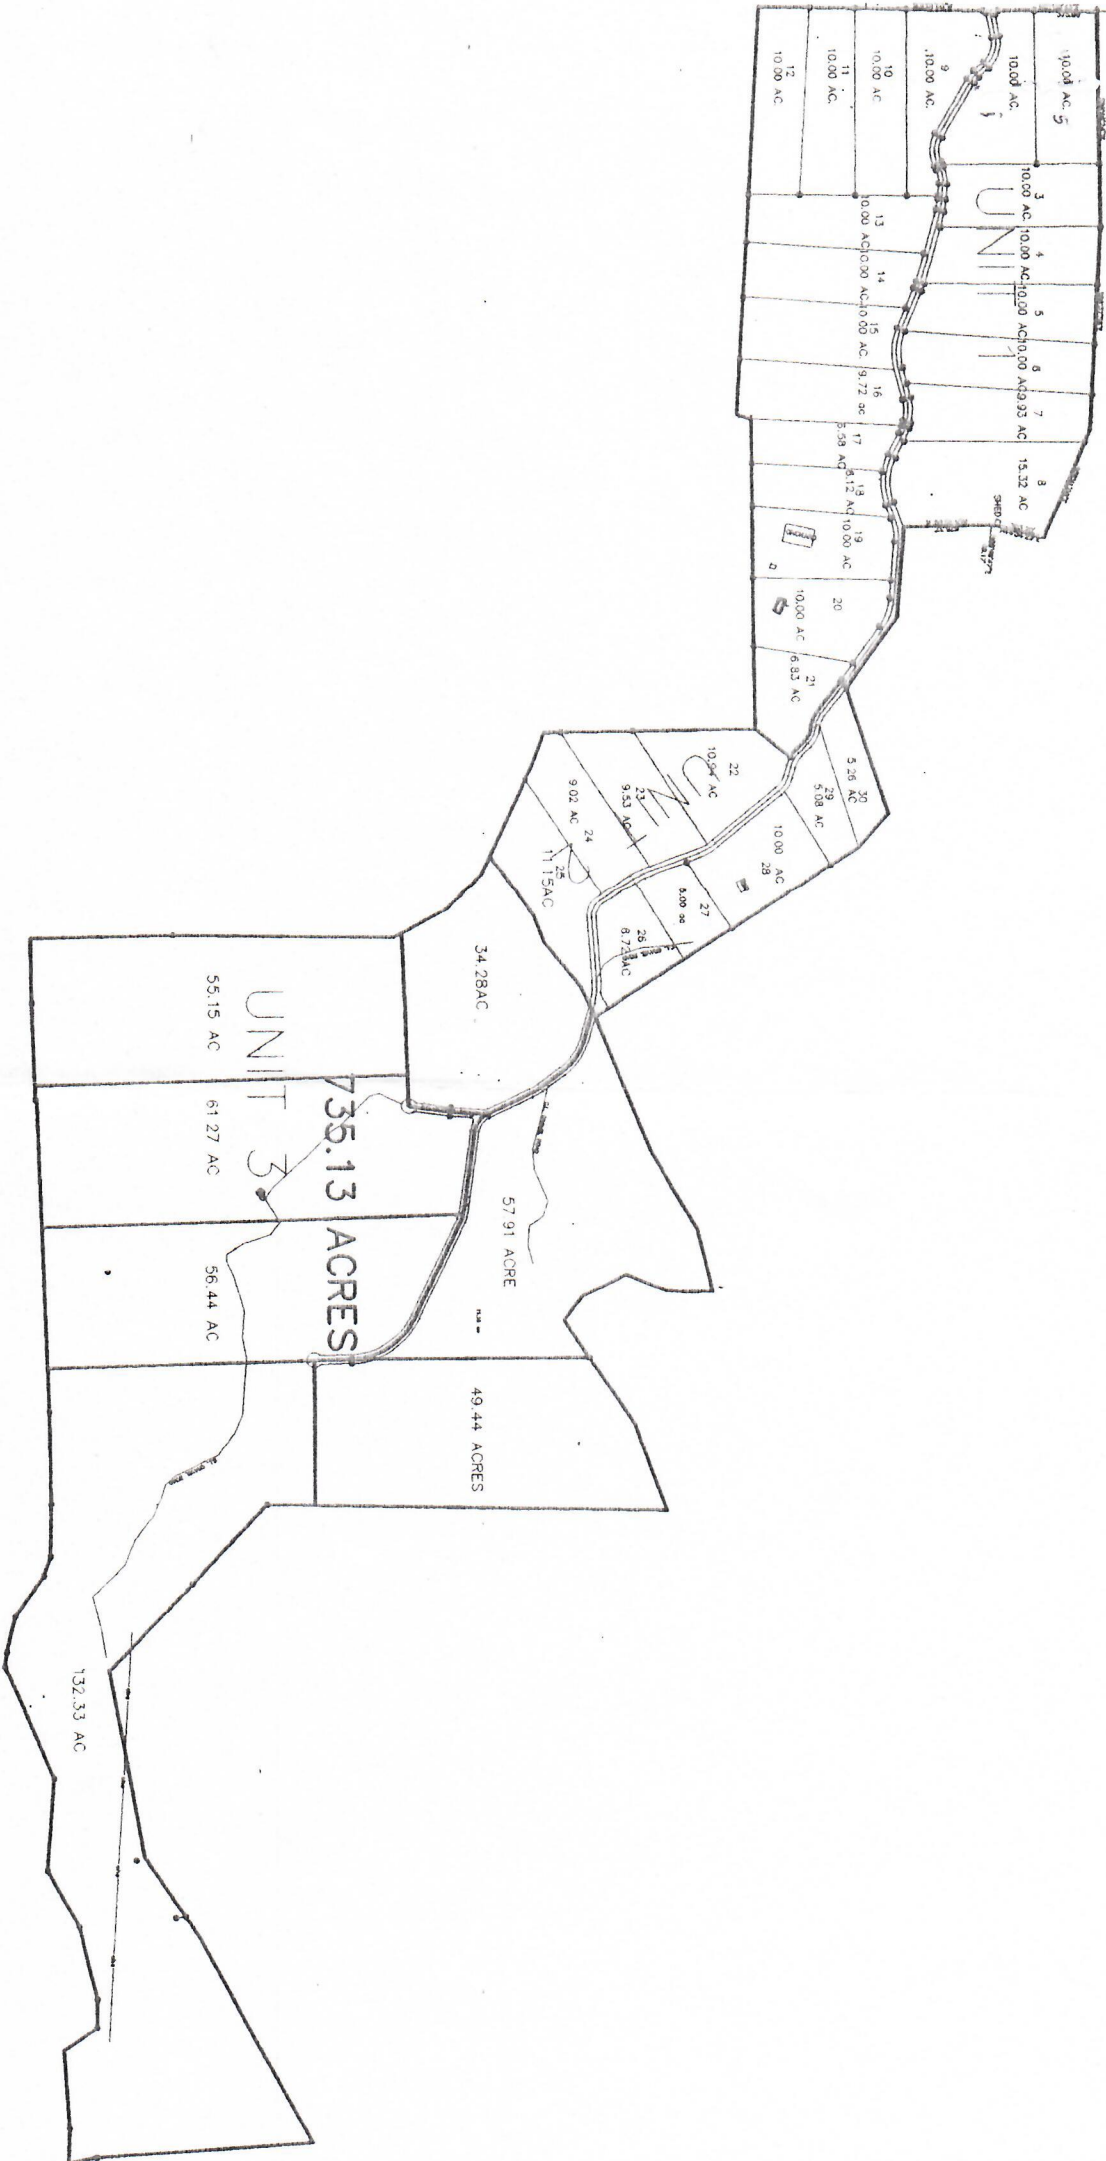 10.00 AC.
10.00 AC.
3
10.00 AC.
4
10.00 AC.
5
10.00 AC
6
10.00 AC
7
9.93 AC
8
15.32 AC
UNIT 1
9
10.00 AC.
10
10.00 AC
11
10.00 AC.
12
10.00 AC
13
10.00 AC
14
10.00 AC
15
10.00 AC.
16
9.72 ac
17
18
8.12 AC
19
10.00 AC
20
10.00 AC
21
6.83 AC
22
10.94 AC
23
9.53 AC
24
9.02 AC
25
11.15AC
26
27
5.00 ac
28
10.00 AC
29
5.08 AC
30
5.26 AC
34.28AC
57.91 ACRE
49.44 ACRES
735.13 ACRES
UNIT 3
55.15 AC
61.27 AC
56.44 AC
132.33 AC